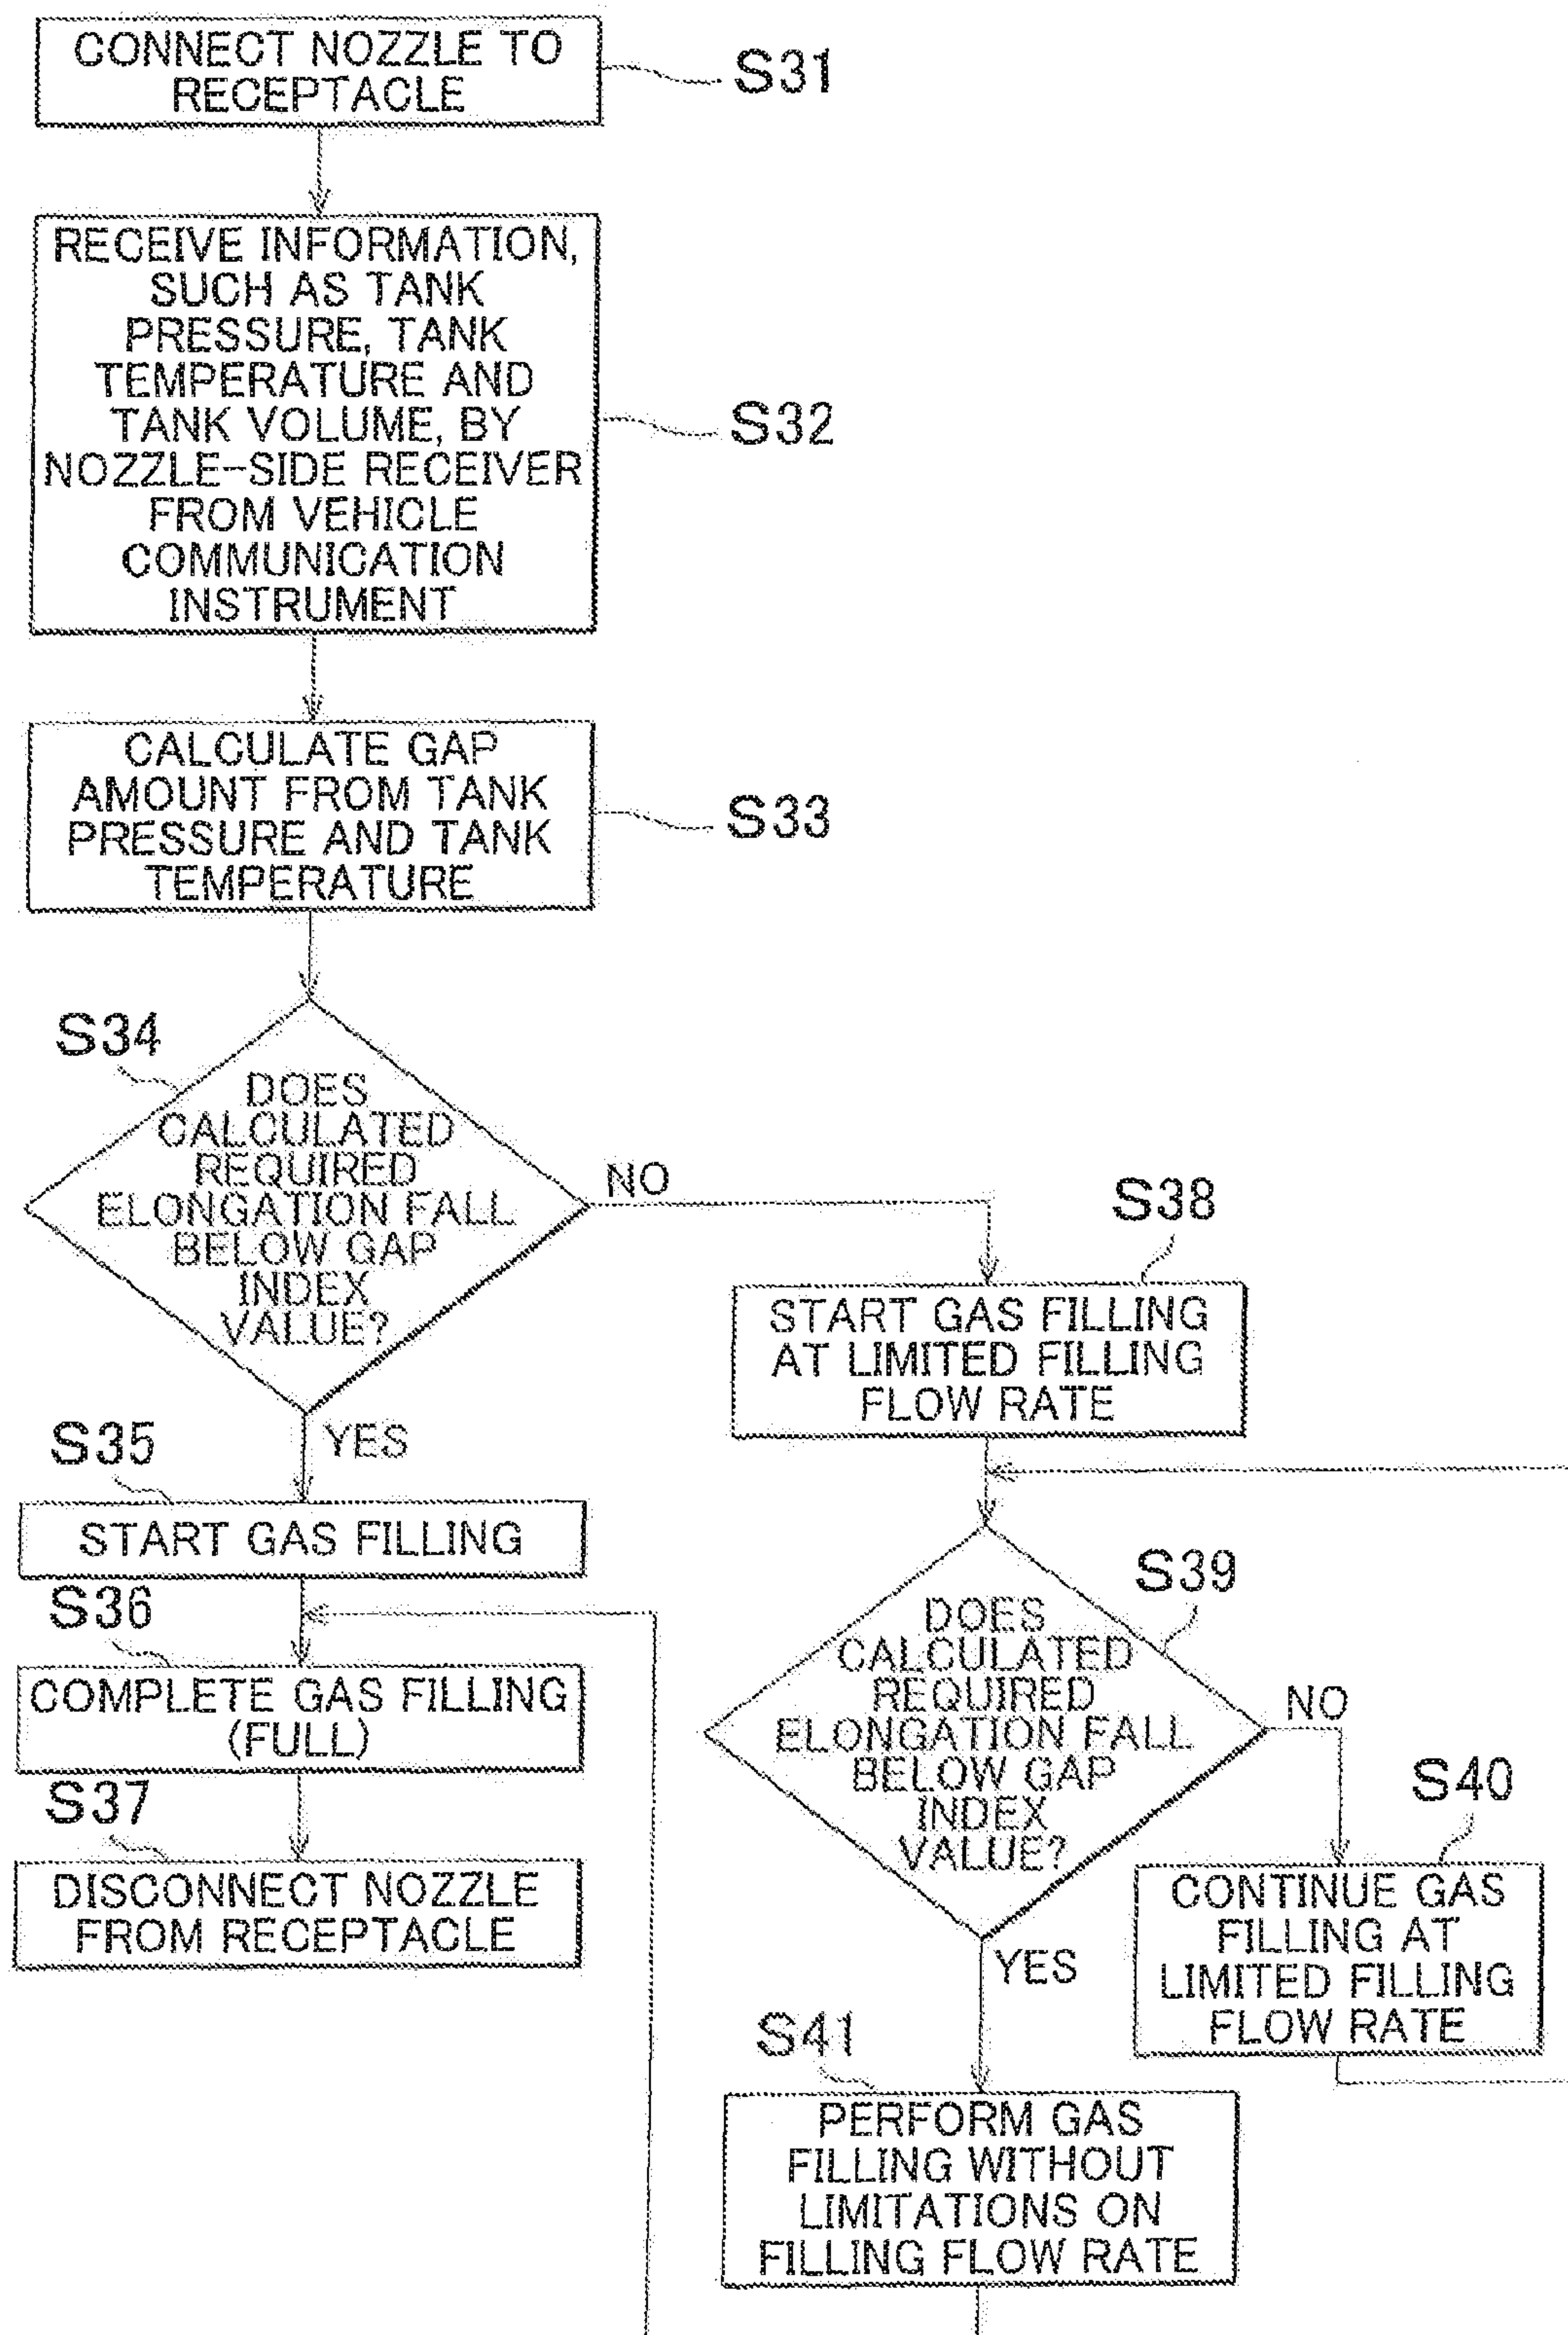 CONNECT NOZZLE TO
RECEPTACLE
S31
RECEIVE INFORMATION,
SUCH AS TANK
PRESSURE, TANK
TEMPERATURE AND
TANK VOLUME, BY
NOZZLE-SIDE RECEIVER
FROM VEHICLE
COMMUNICATION
INSTRUMENT
S32
CALCULATE GAP
AMOUNT FROM TANK
PRESSURE AND TANK
TEMPERATURE
S33
S34
DOES
CALCULATED
REQUIRED
ELONGATION FALL
BELOW GAP
INDEX
VALUE?
NO
YES
S35
START GAS FILLING
S36
COMPLETE GAS FILLING
(FULL)
S37
DISCONNECT NOZZLE
FROM RECEPTACLE
S38
START GAS FILLING
AT LIMITED FILLING
FLOW RATE
S39
DOES
CALCULATED
REQUIRED
ELONGATION FALL
BELOW GAP
INDEX
VALUE?
NO
YES
S40
CONTINUE GAS
FILLING AT
LIMITED FILLING
FLOW RATE
S41
PERFORM GAS
FILLING WITHOUT
LIMITATIONS ON
FILLING FLOW RATE